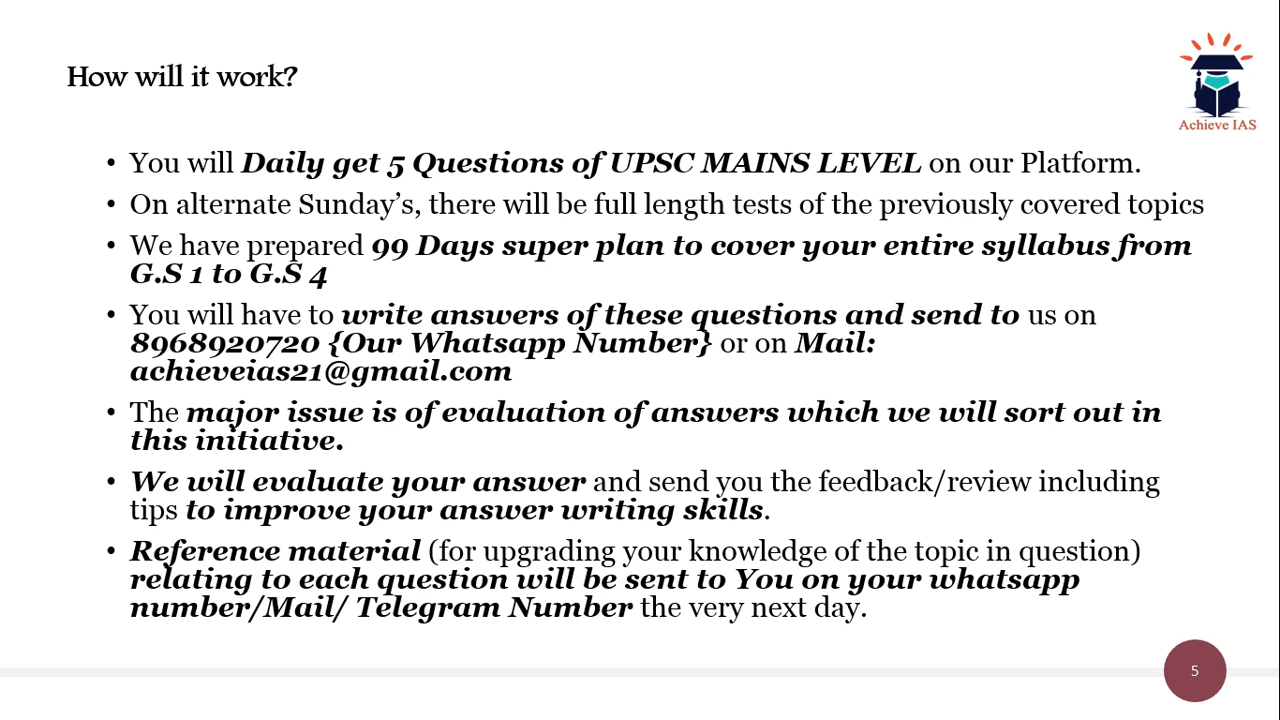 How will it work?
Achieve IAS
• You will Daily get 5 Questions of UPSC MAINS LEVEL on our Platform.
• On alternate Sunday's, there will be full length tests of the previously covered topics
• We have prepared 99 Days super plan to cover your entire syllabus from
G.S 1 to G.S 4
• You will have to write answers of these questions and send to us on
8968920720 {Our Whatsapp Number} or on Mail:
achieveias21@gmail.com
• The major issue is of evaluation of answers which we will sort out in
this initiative.
• We will evaluate your answer and send you the feedback/review including
tips to improve your answer writing skills.
• Reference material (for upgrading your knowledge of the topic in question)
relating to each question will be sent to You on your whatsapp
number/Mail/ Telegram Number the very next day.
5